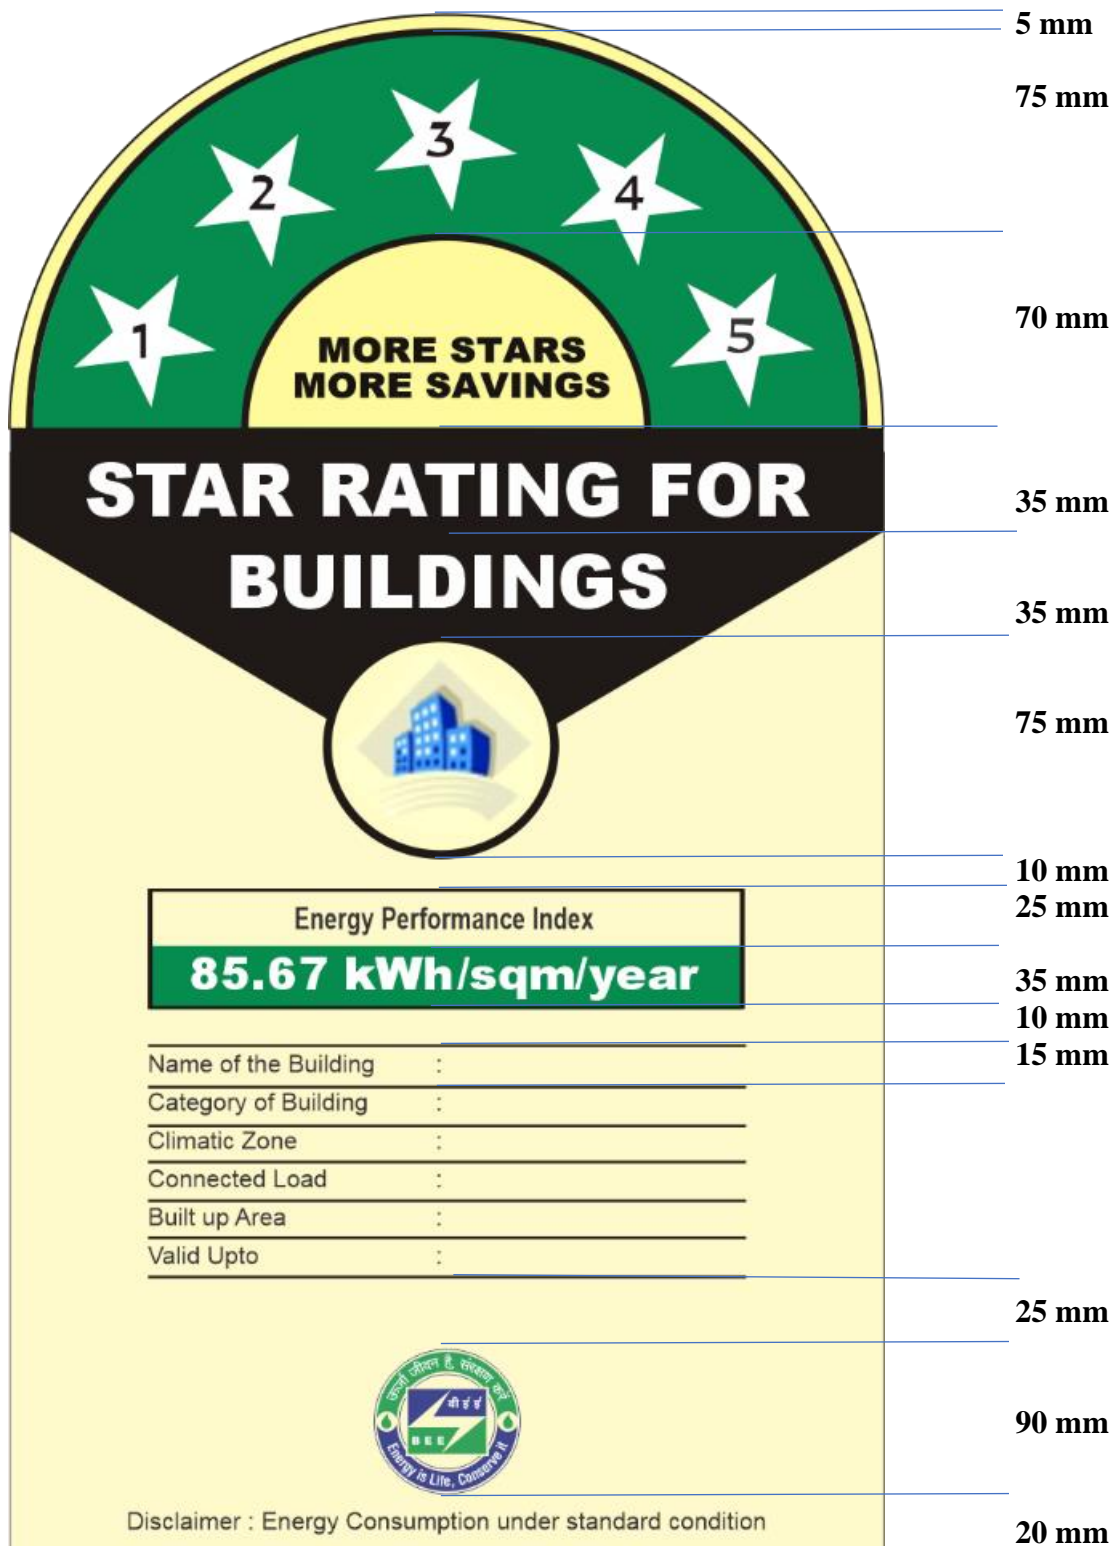 5 mm
75 mm
3
2
4
1
5
70 mm
MORE STARS
MORE SAVINGS
STAR RATING FOR
35 mm
BUILDINGS
35 mm
75 mm
10 mm
Energy Performance Index
25 mm
85.67 kWh/sqm/year
35 mm
10 mm
Name of the Building :
15 mm
Category of Building :
Climatic Zone :
Connected Load :
Built up Area :
Valid Upto :
25 mm
ऊर्जा जीवन है, संरक्षण करें
बी ई ई
BEE
Energy is Life, Conserve it
90 mm
Disclaimer : Energy Consumption under standard condition
20 mm